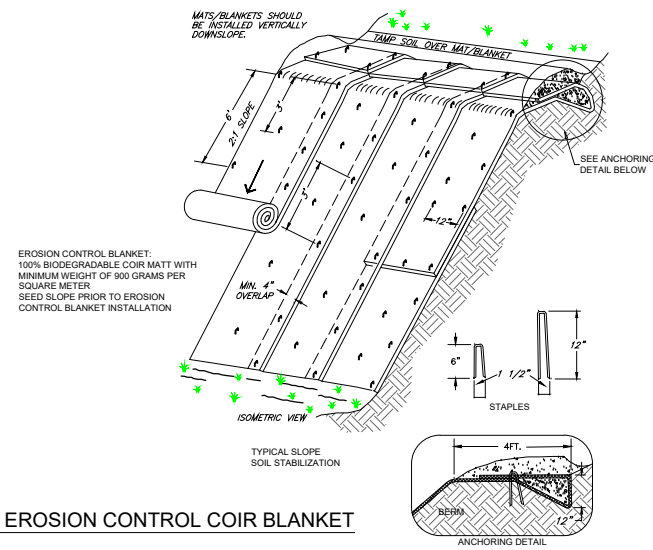 MATS/BLANKETS SHOULD
BE INSTALLED VERTICALLY
DOWNSLOPE.
TAMP SOIL OVER MAT/BLANKET
6'
3'
2:1 SLOPE
SEE ANCHORING
DETAIL BELOW
3'
12"
EROSION CONTROL BLANKET:
100% BIODEGRADABLE COIR MATT WITH
MINIMUM WEIGHT OF 900 GRAMS PER
SQUARE METER
SEED SLOPE PRIOR TO EROSION
CONTROL BLANKET INSTALLATION
MIN. 4"
OVERLAP
6"
12"
1 1/2"
STAPLES
ISOMETRIC VIEW
TYPICAL SLOPE
SOIL STABILIZATION
4FT.
BERM
12"
ANCHORING DETAIL
EROSION CONTROL COIR BLANKET